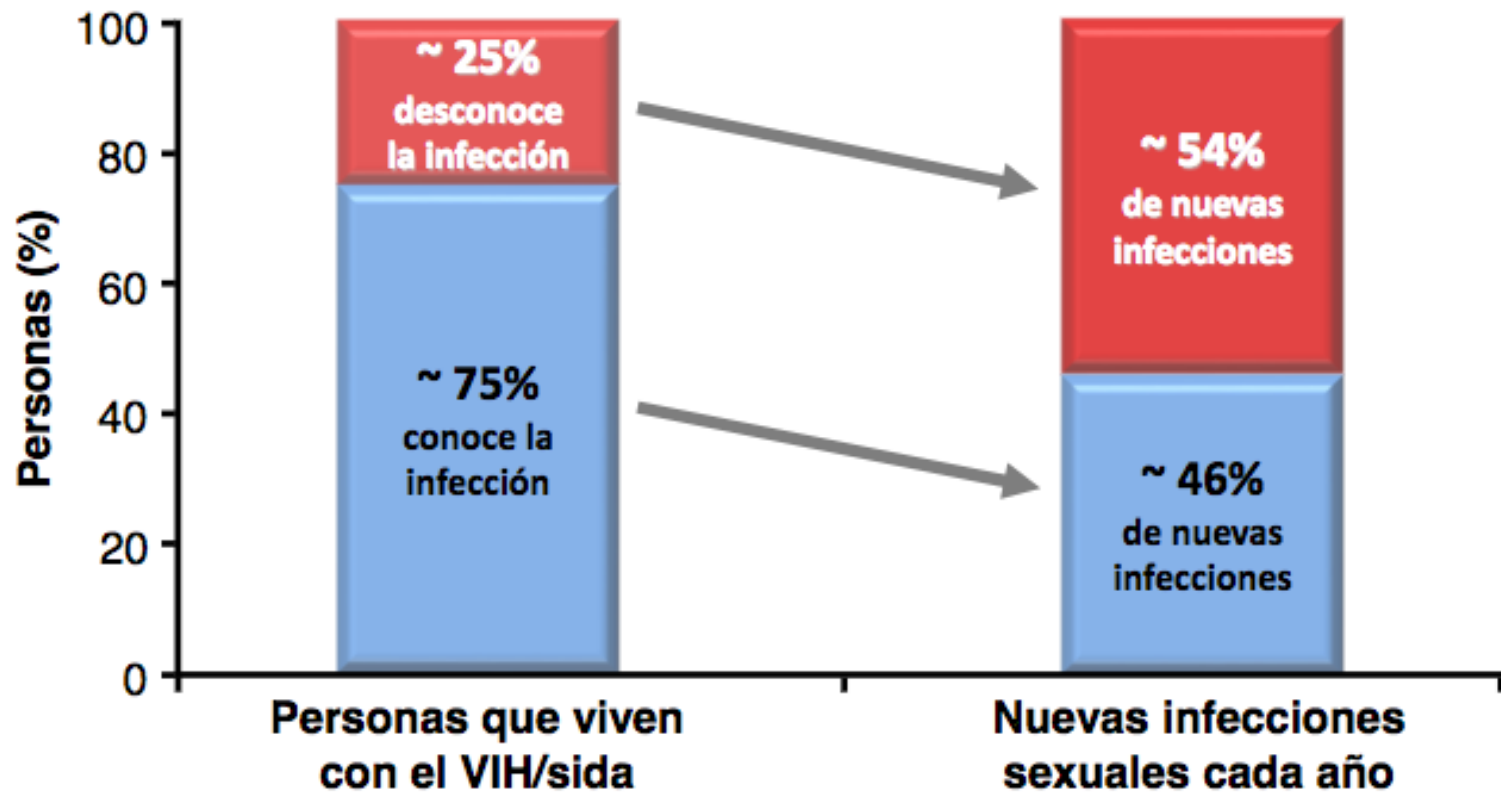 Personas (%)
100
80
60
40
20
0
~ 25%
desconoce
la infección
~ 75%
conoce la
infección
~ 54%
de nuevas
infecciones
~ 46%
de nuevas
infecciones
Personas que viven
con el VIH/sida
Nuevas infecciones
sexuales cada año